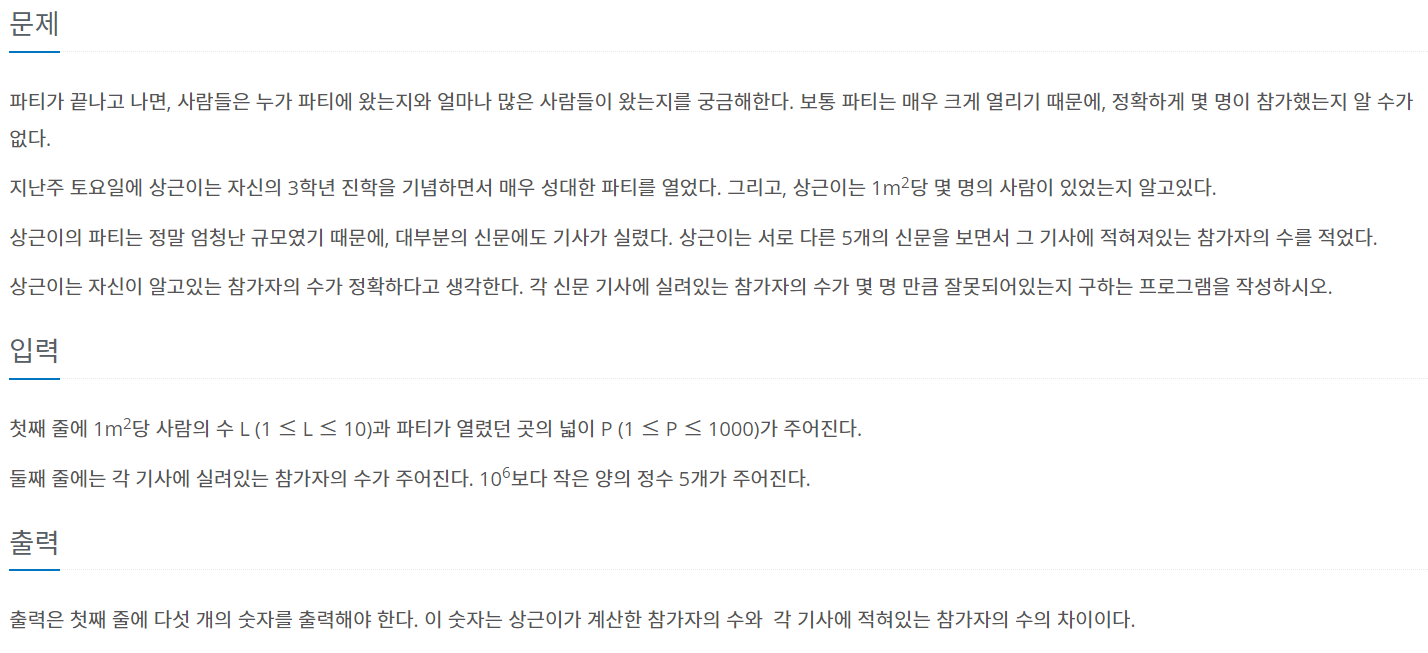 문제
파티가 끝나고 나면, 사람들은 누가 파티에 왔는지와 얼마나 많은 사람들이 왔는지를 궁금해한다. 보통 파티는 매우 크게 열리기 때문에, 정확하게 몇 명이 참가했는지 알 수가
없다.
지난주 토요일에 상근이는 자신의 3학년 진학을 기념하면서 매우 성대한 파티를 열었다. 그리고, 상근이는 1m²당 몇 명의 사람이 있었는지 알고있다.
상근이의 파티는 정말 엄청난 규모였기 때문에, 대부분의 신문에도 기사가 실렸다. 상근이는 서로 다른 5개의 신문을 보면서 그 기사에 적혀져있는 참가자의 수를 적었다.
상근이는 자신이 알고있는 참가자의 수가 정확하다고 생각한다. 각 신문 기사에 실려있는 참가자의 수가 몇 명 만큼 잘못되어있는지 구하는 프로그램을 작성하시오.
입력
첫째 줄에 1m²당 사람의 수 L (1 ≤ L ≤ 10)과 파티가 열렸던 곳의 넓이 P (1 ≤ P ≤ 1000)가 주어진다.
둘째 줄에는 각 기사에 실려있는 참가자의 수가 주어진다. 10⁶보다 작은 양의 정수 5개가 주어진다.
출력
출력은 첫째 줄에 다섯 개의 숫자를 출력해야 한다. 이 숫자는 상근이가 계산한 참가자의 수와 각 기사에 적혀있는 참가자의 수의 차이이다.